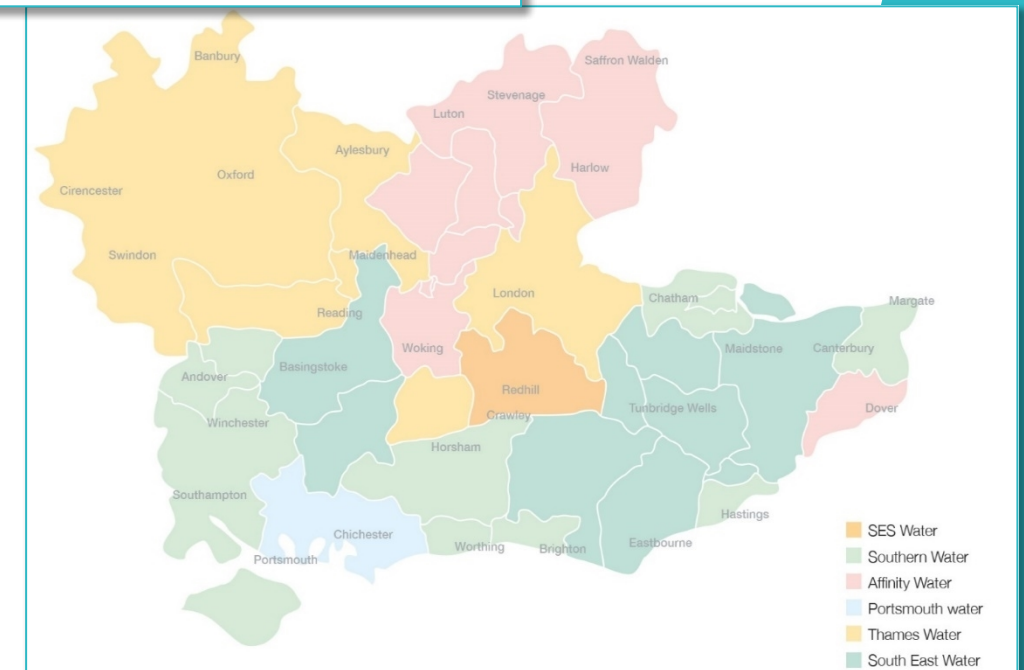 Banbury
Saffron Walden
Stevenage
Luton
Aylesbury
Harlow
Oxford
Cirencester
Swindon
Maidenhead
London
Chatham
Margate
Reading
Woking
Maidstone
Canterbury
Basingstoke
Andover
Redhill
Tunbridge Wells
Dover
Crawley
Winchester
Horsham
Southampton
Hastings
Chichester
Eastbourne
Worthing
Brighton
Portsmouth
SES Water
Southern Water
Affinity Water
Portsmouth water
Thames Water
South East Water